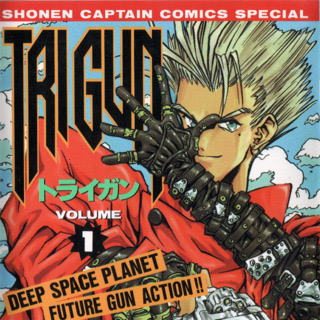 SHONEN CAPTAIN COMICS SPECIAL
TRIGUN
トライガン
VOLUME
1
DEEP SPACE PLANET
FUTURE GUN ACTION!!